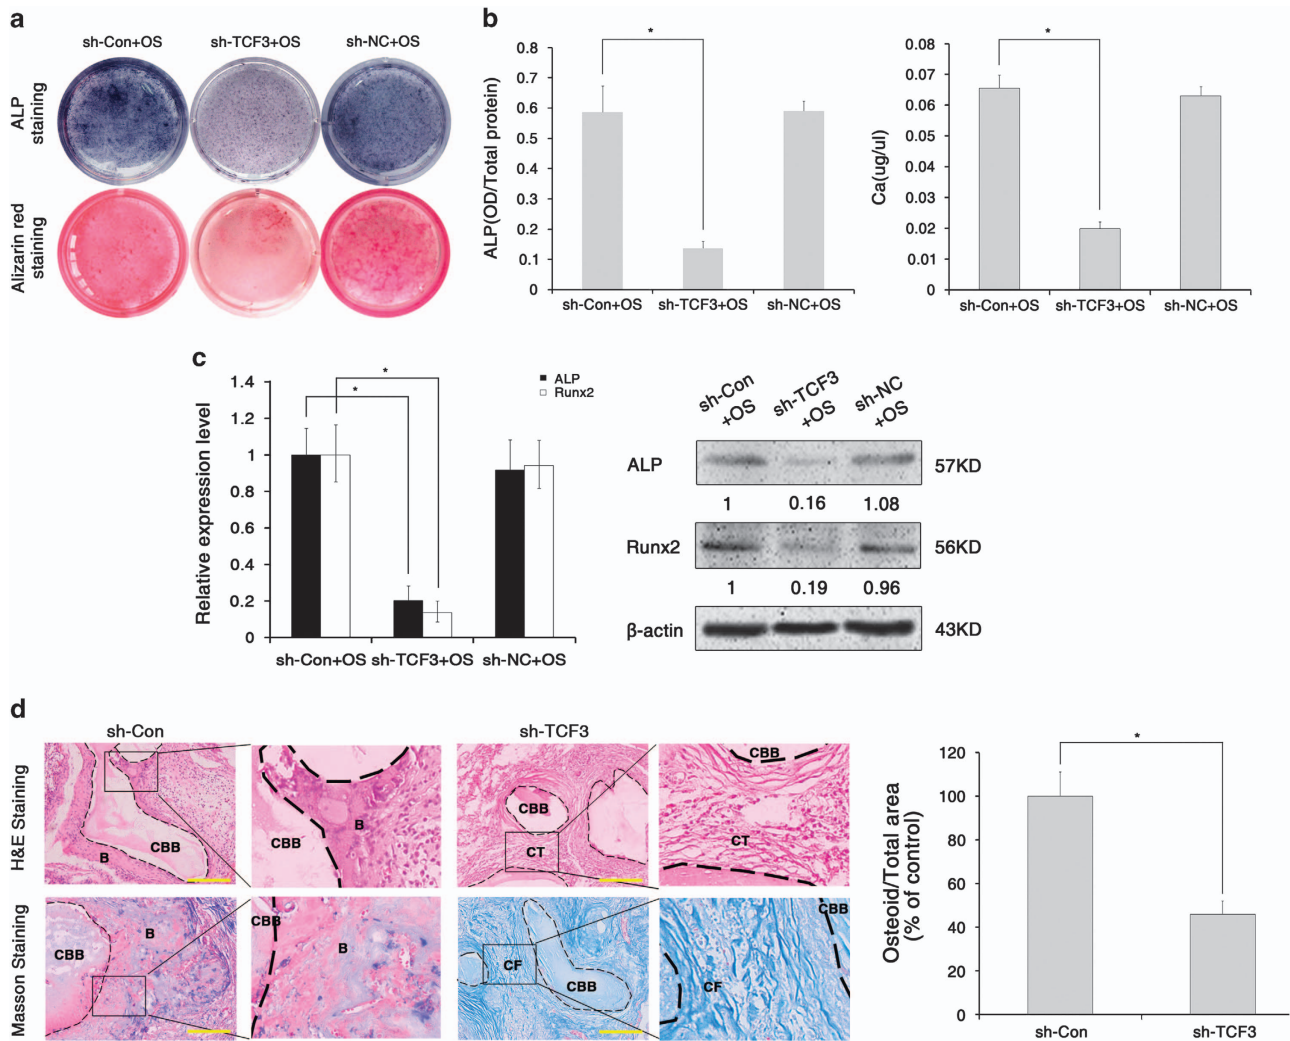 a
sh-Con+OS sh-TCF3+OS sh-NC+OS
ALP
staining
Alizarin red
staining
b
ALP(OD/Total protein)
0.8
0.7
0.6
0.5
0.4
0.3
0.2
0.1
0
*
sh-Con+OS sh-TCF3+OS sh-NC+OS
Ca(ug/ul)
0.08
0.07
0.06
0.05
0.04
0.03
0.02
0.01
0
*
sh-Con+OS sh-TCF3+OS sh-NC+OS
c
Relative expression level
1.4
1.2
1
0.8
0.6
0.4
0.2
0
*
*
ALP
Runx2
sh-Con+OS sh-TCF3+OS sh-NC+OS
sh-Con
+OS
sh-TCF3
+OS
sh-NC
+OS
ALP 57KD
1 0.16 1.08
Runx2 56KD
1 0.19 0.96
β-actin 43KD
d
sh-Con sh-TCF3
H&E Staining
B CBB
CBB B
CBB
CT
CBB
CT
Masson Staining
CBB B
CBB B
CF CBB
CBB
CF
Osteoid/Total area
(% of control)
120
100
80
60
40
20
0
*
sh-Con sh-TCF3